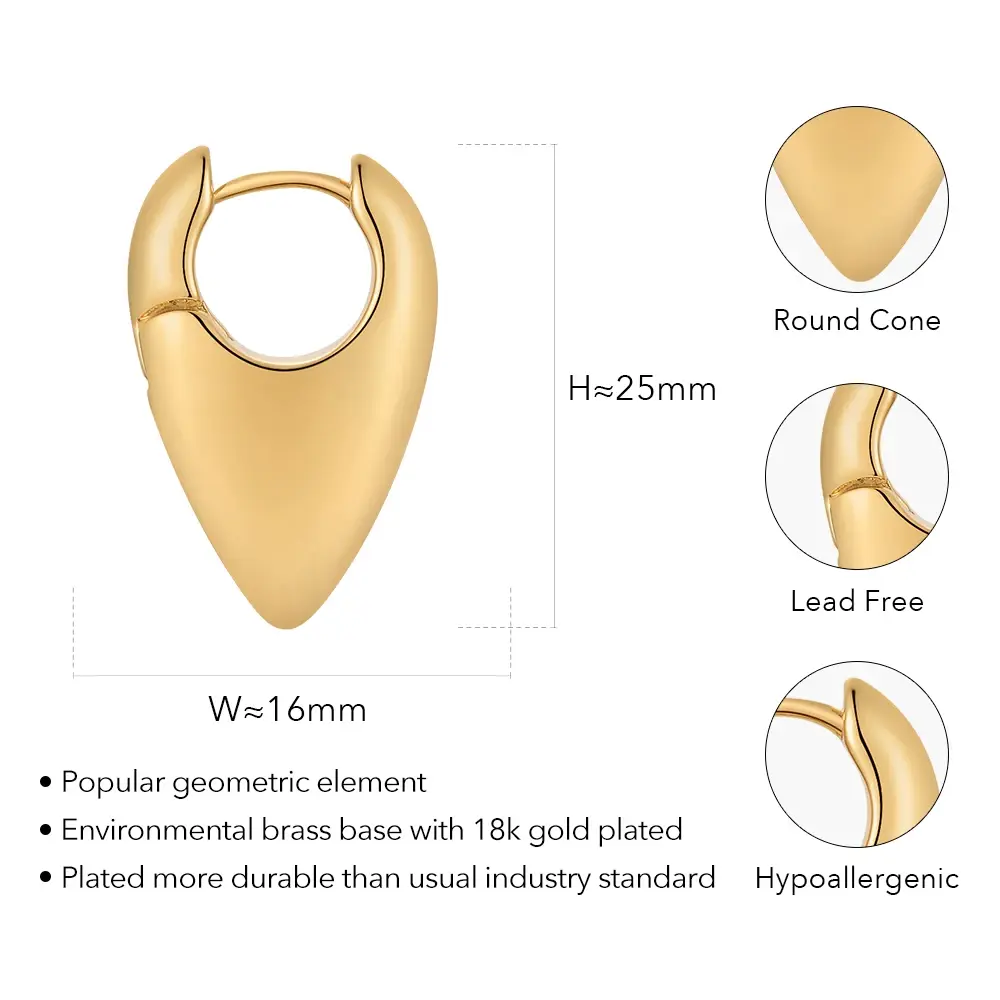 Round Cone
H≈25mm
Lead Free
W≈16mm
• Popular geometric element
• Environmental brass base with 18k gold plated
• Plated more durable than usual industry standard
Hypoallergenic